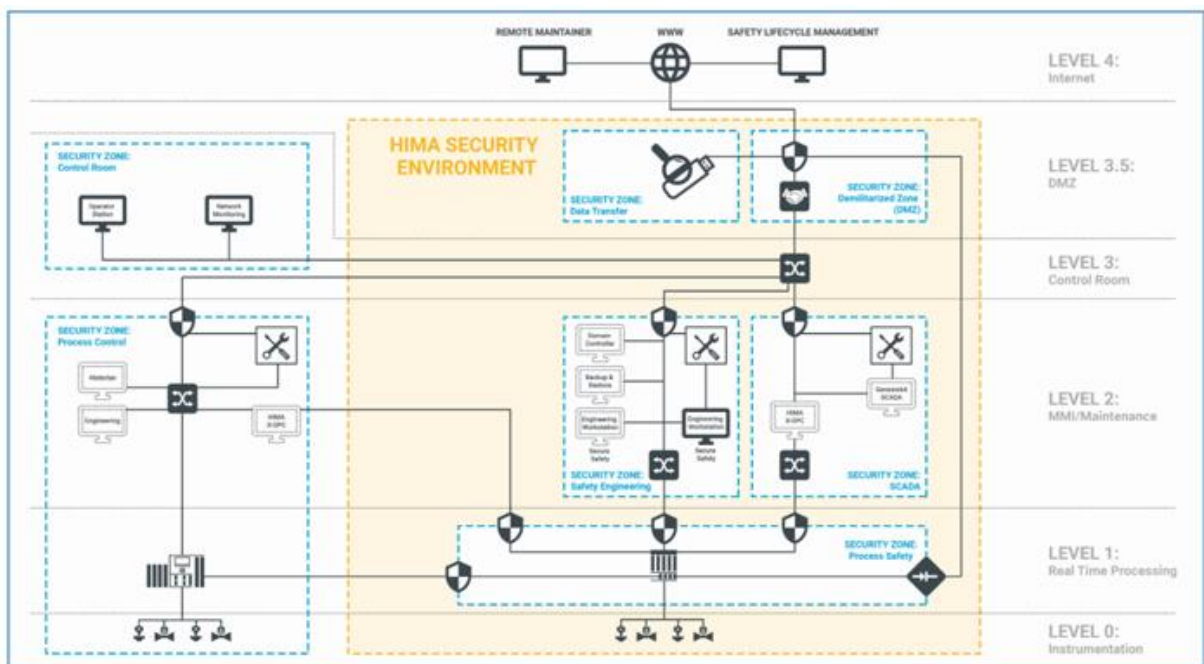 REMOTE MAINTAINER
WWW
SAFETY LIFECYCLE MANAGEMENT
LEVEL 4:
Internet
HIMA SECURITY
ENVIRONMENT
SECURITY ZONE:
Control Room
Operator
Station
Network
Monitoring
SECURITY ZONE:
Data Transfer
SECURITY ZONE:
Demilitarized Zone
(DMZ)
LEVEL 3.5:
DMZ
LEVEL 3:
Control Room
SECURITY ZONE:
Process Control
Historian
Engineering
HIMA
X-OPC
Domain
Controller
Backup &
Restore
Engineering
Workstation
Secure
Safety
Engineering
Workstation
Secure
Safety
SECURITY ZONE:
Safety Engineering
HIMA
X-OPC
SCADA
SECURITY ZONE:
SCADA
LEVEL 2:
MMI/Maintenance
SECURITY ZONE:
Process Safety
LEVEL 1:
Real Time Processing
LEVEL 0:
Instrumentation